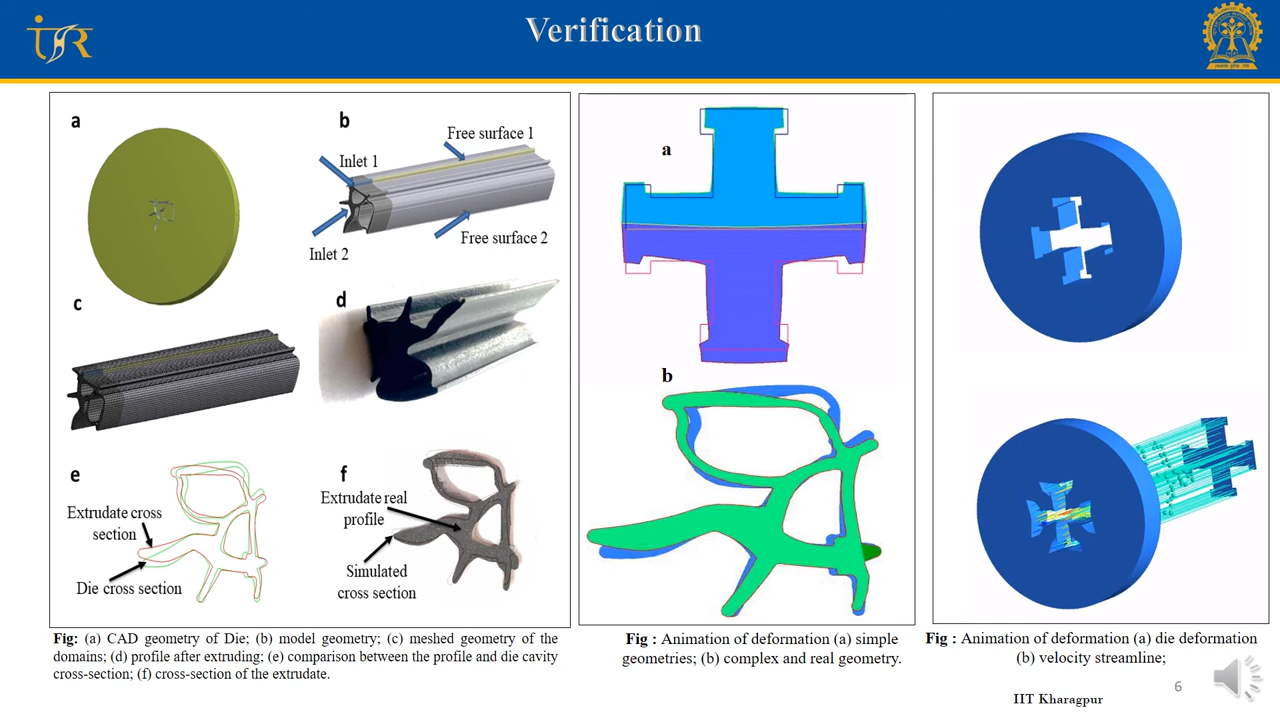 Verification
a
b
Free surface 1
Inlet 1
Inlet 2
Free surface 2
c
d
e
f
Extrudate cross
section
Die cross section
Extrudate real
profile
Simulated
cross section
Fig: (a) CAD geometry of Die; (b) model geometry; (c) meshed geometry of the
domains; (d) profile after extruding; (e) comparison between the profile and die cavity
cross-section; (f) cross-section of the extrudate.
a
b
Fig : Animation of deformation (a) simple
geometries; (b) complex and real geometry.
Fig : Animation of deformation (a) die deformation
(b) velocity streamline;
6
IIT Kharagpur